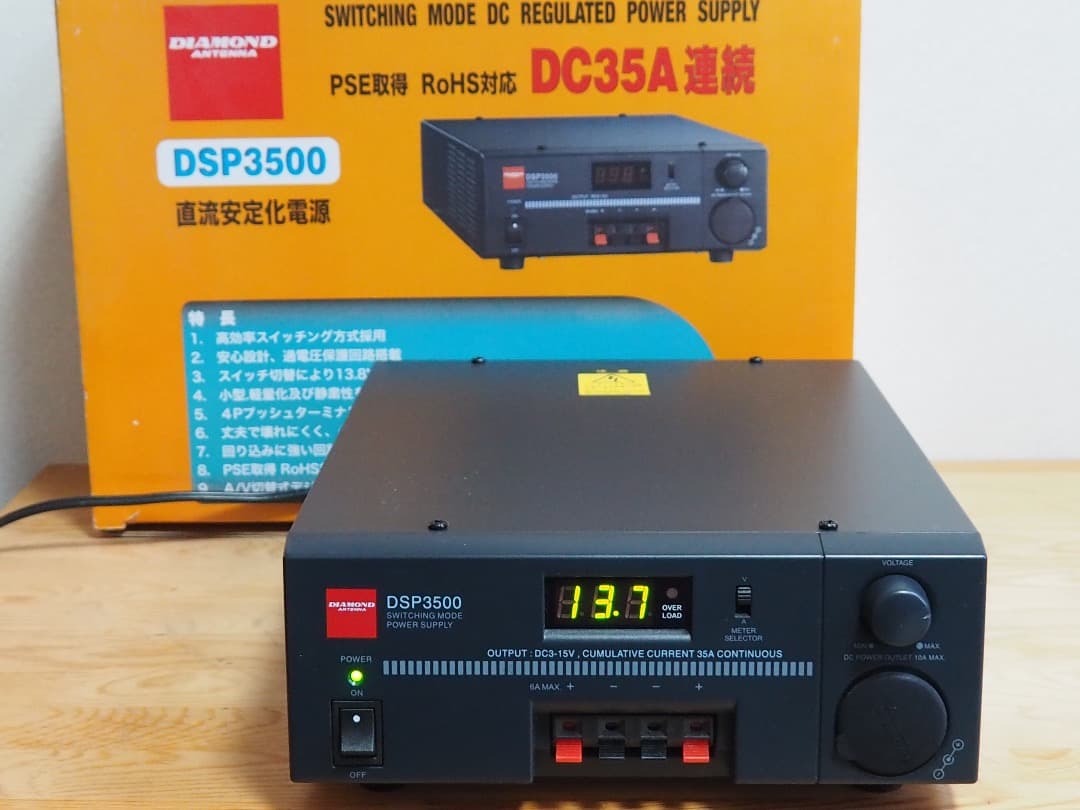 SWITCHING MODE DC REGULATED POWER SUPPLY
DIAMOND
ANTENNA
PSE取得 RoHS対応 DC35A連続
DSP3500
直流安定化電源
DSP3500
特 長
1. 高効率スイッチング方式採用
2. 安心設計、過電圧保護回路搭載
3. スイッチ切替により13.8V
4. 小型.軽量化及び静粛性
5. 4Pプッシュターミナ
6. 丈夫で壊れにくく、
7. 回り込みに強い回
8. PSE取得 RoHS
9. A/V切替式デジ
DIAMOND
ANTENNA
DSP3500
SWITCHING MODE
POWER SUPPLY
13.7
OVER
LOAD
V
A
METER
SELECTOR
VOLTAGE
MIN MAX.
DC POWER OUTLET 10A MAX.
OUTPUT : DC3-15V , CUMULATIVE CURRENT 35A CONTINUOUS
6A MAX. + − − +
POWER
ON
OFF